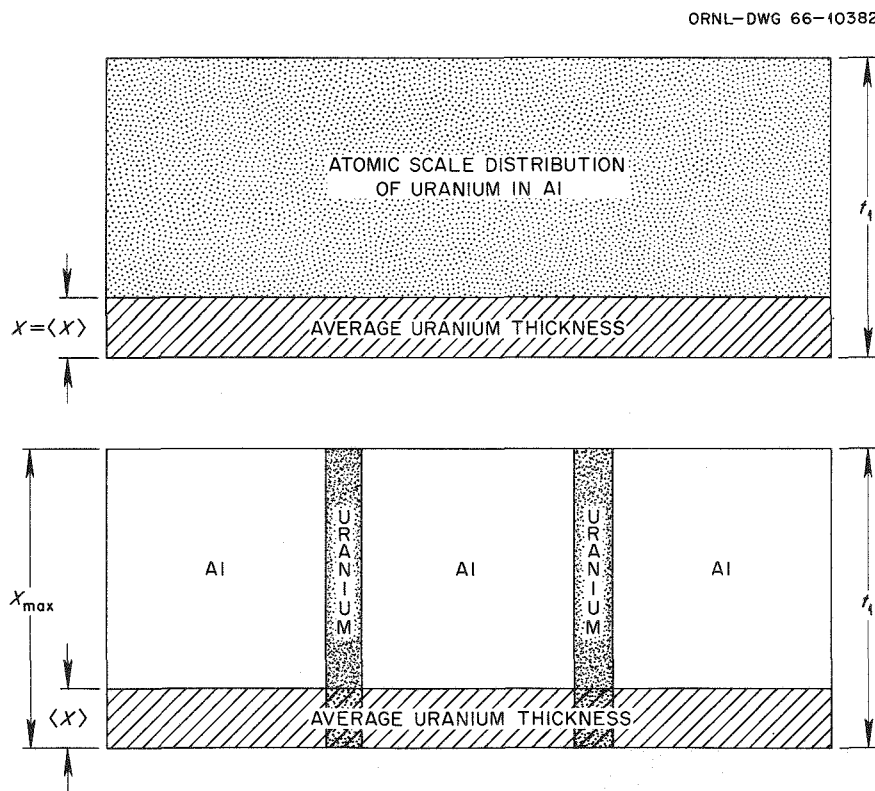 ORNL-DWG 66-10382
ATOMIC SCALE DISTRIBUTION
OF URANIUM IN Al
t₁
X=⟨X⟩
AVERAGE URANIUM THICKNESS
Xmax
Al
URANIUM
Al
URANIUM
Al
t₁
⟨X⟩
AVERAGE URANIUM THICKNESS